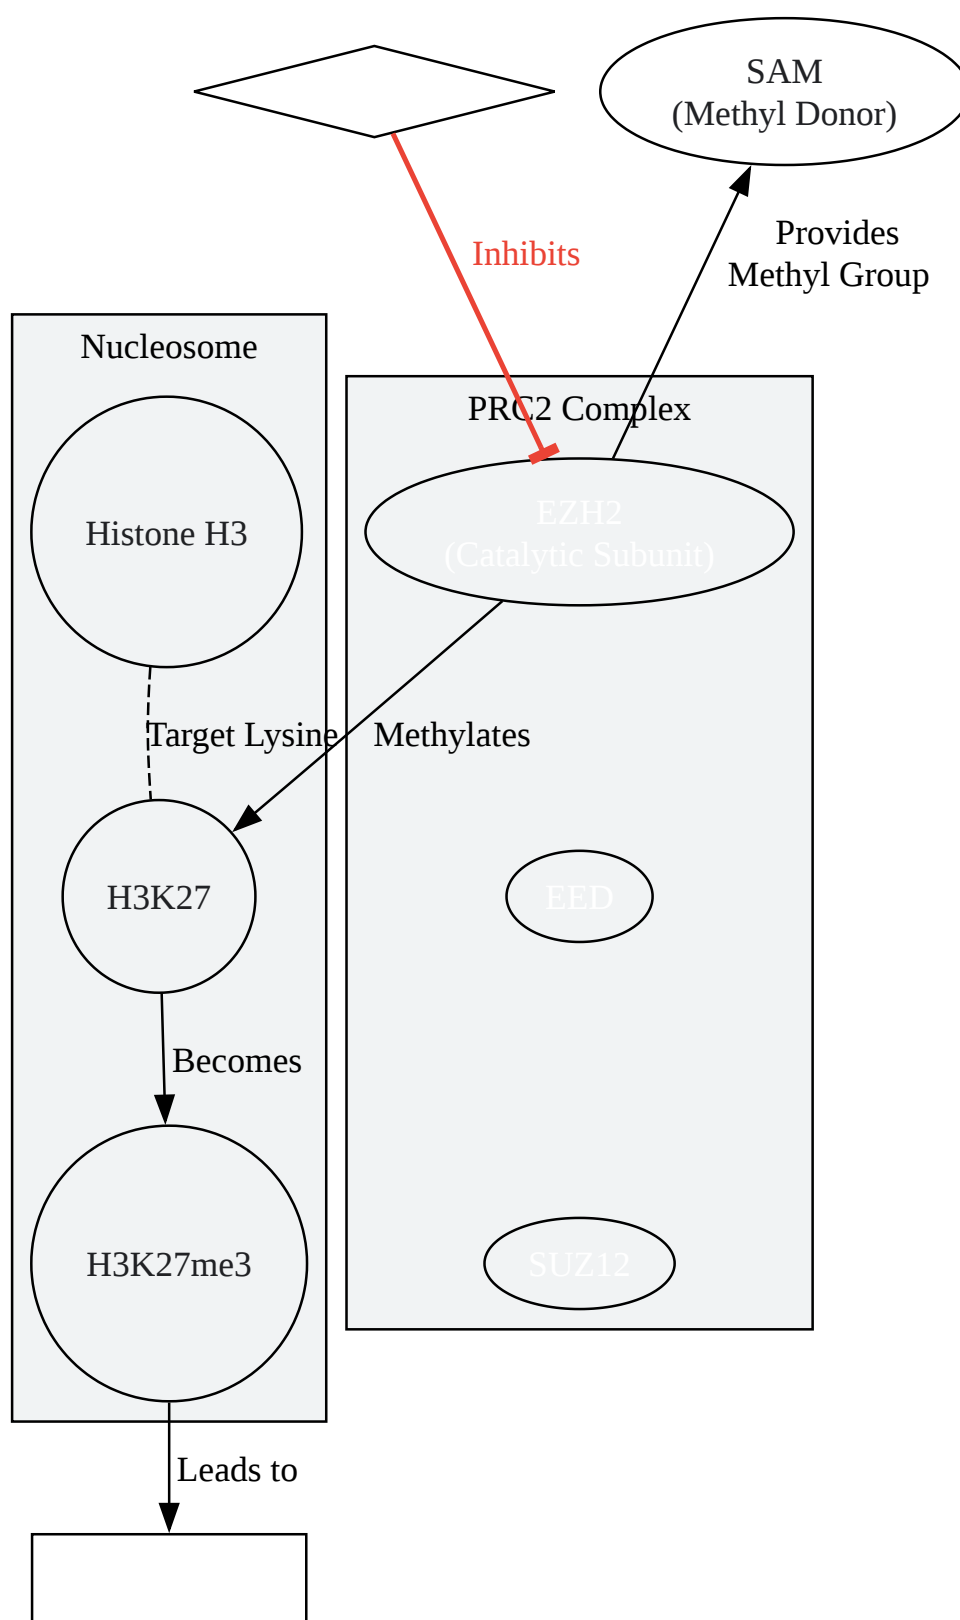 SAM
(Methyl Donor)
Provides
Methyl Group
Inhibits
Nucleosome
PRC2 Complex
Histone H3
EZH2
(Catalytic Subunit)
Target Lysine
Methylates
H3K27
EED
Becomes
H3K27me3
SUZ12
Leads to